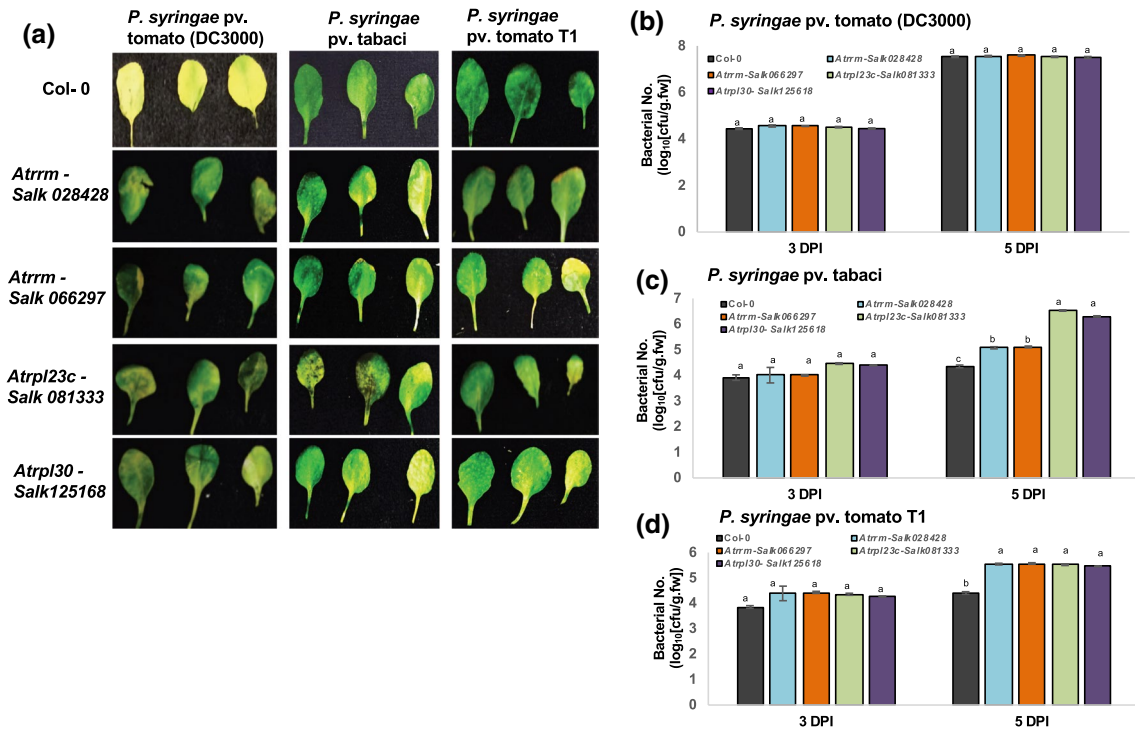 (a)
P. syringae pv.
tomato (DC3000)
P. syringae
pv. tabaci
P. syringae
pv. tomato T1
Col- 0
Atrrm -
Salk 028428
Atrrm -
Salk 066297
Atrpl23c -
Salk 081333
Atrpl30 -
Salk125168
(b) P. syringae pv. tomato (DC3000)
Bacterial No.
(log10[cfu/g.fw)
8
6
4
2
0
Col-0
Atrrm-Salk028428
Atrrm-Salk066297
Atrpl23c-Salk081333
Atrpl30- Salk125618
a a a a a
a a a a a
3 DPI 5 DPI
(c) P. syringae pv. tabaci
Bacterial No.
(log10[cfu/g.fw)
7
6
5
4
3
2
1
0
Col-0
Atrrm-Salk028428
Atrrm-Salk066297
Atrpl23c-Salk081333
Atrpl30- Salk125618
a a a a a
c b b a a
3 DPI 5 DPI
(d) P. syringae pv. tomato T1
Bacterial No.
(log10[cfu/g.fw)
6
5
4
3
2
1
0
Col-0
Atrrm-Salk028428
Atrrm-Salk066297
Atrpl23c-Salk081333
Atrpl30- Salk125618
a a a a a
b a a a a
3 DPI 5 DPI